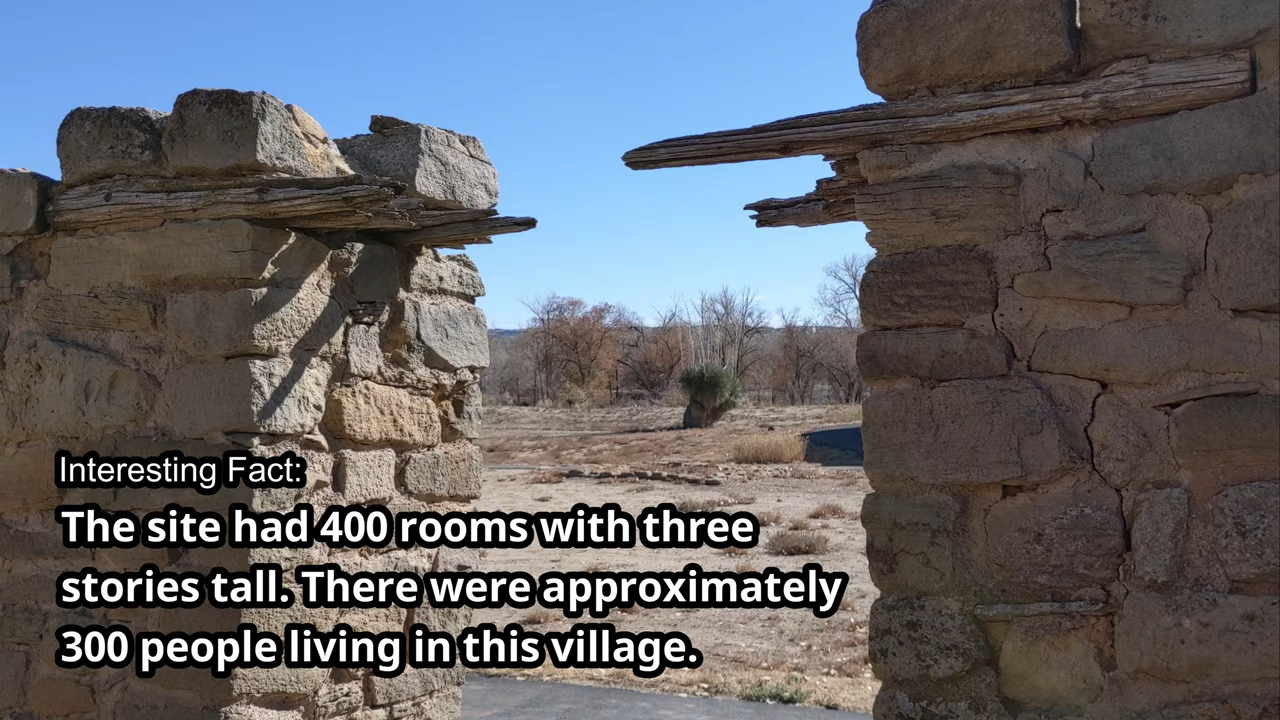 Interesting Fact:
The site had 400 rooms with three
stories tall. There were approximately
300 people living in this village.